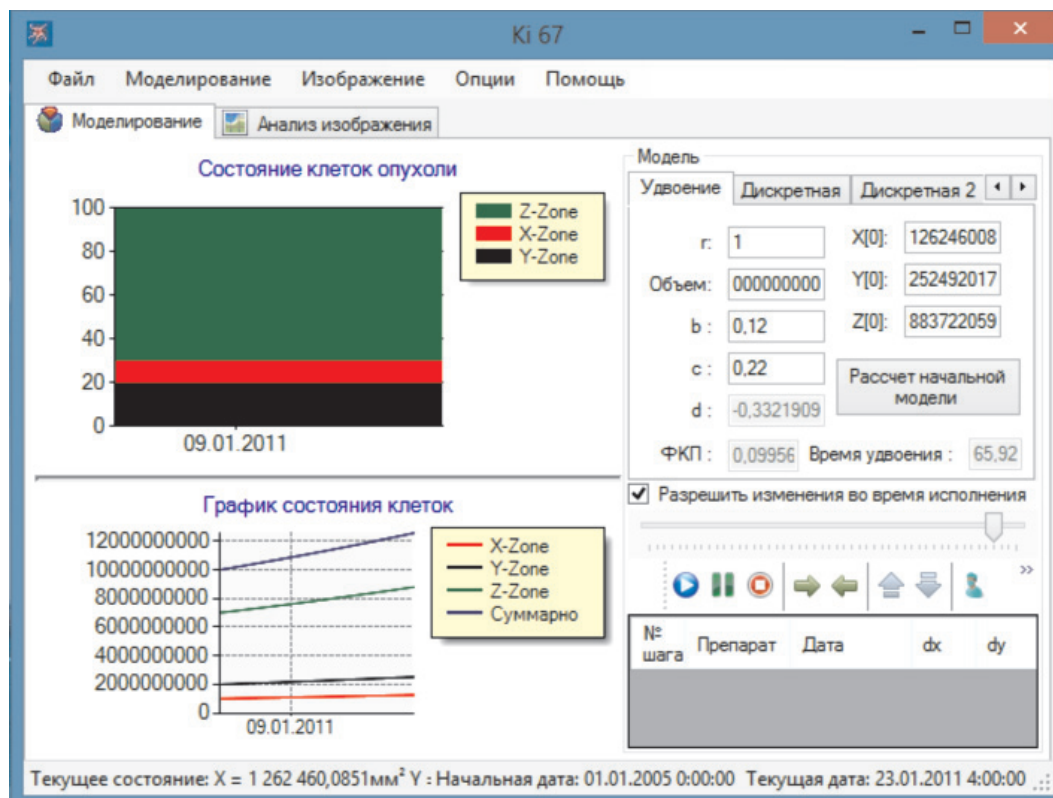 Ki 67
Файл Моделирование Изображение Опции Помощь
Моделирование Анализ изображения
Состояние клеток опухоли
100
80
60
40
20
0
09.01.2011
Z-Zone
X-Zone
Y-Zone
График состояния клеток
12000000000
10000000000
8000000000
6000000000
4000000000
2000000000
0
09.01.2011
X-Zone
Y-Zone
Z-Zone
Суммарно
Модель
Удвоение Дискретная Дискретная 2
r: 1 X[0]: 126246008
Объем: 000000000 Y[0]: 252492017
b : 0,12 Z[0]: 883722059
c : 0,22
Рассчет начальной
модели
d : -0,3321909
ФКП : 0,09956 Время удвоения : 65,92
Разрешить изменения во время исполнения
№
шага Препарат Дата dx dy
Текущее состояние: X = 1 262 460,0851мм² Y : Начальная дата: 01.01.2005 0:00:00 Текущая дата: 23.01.2011 4:00:00